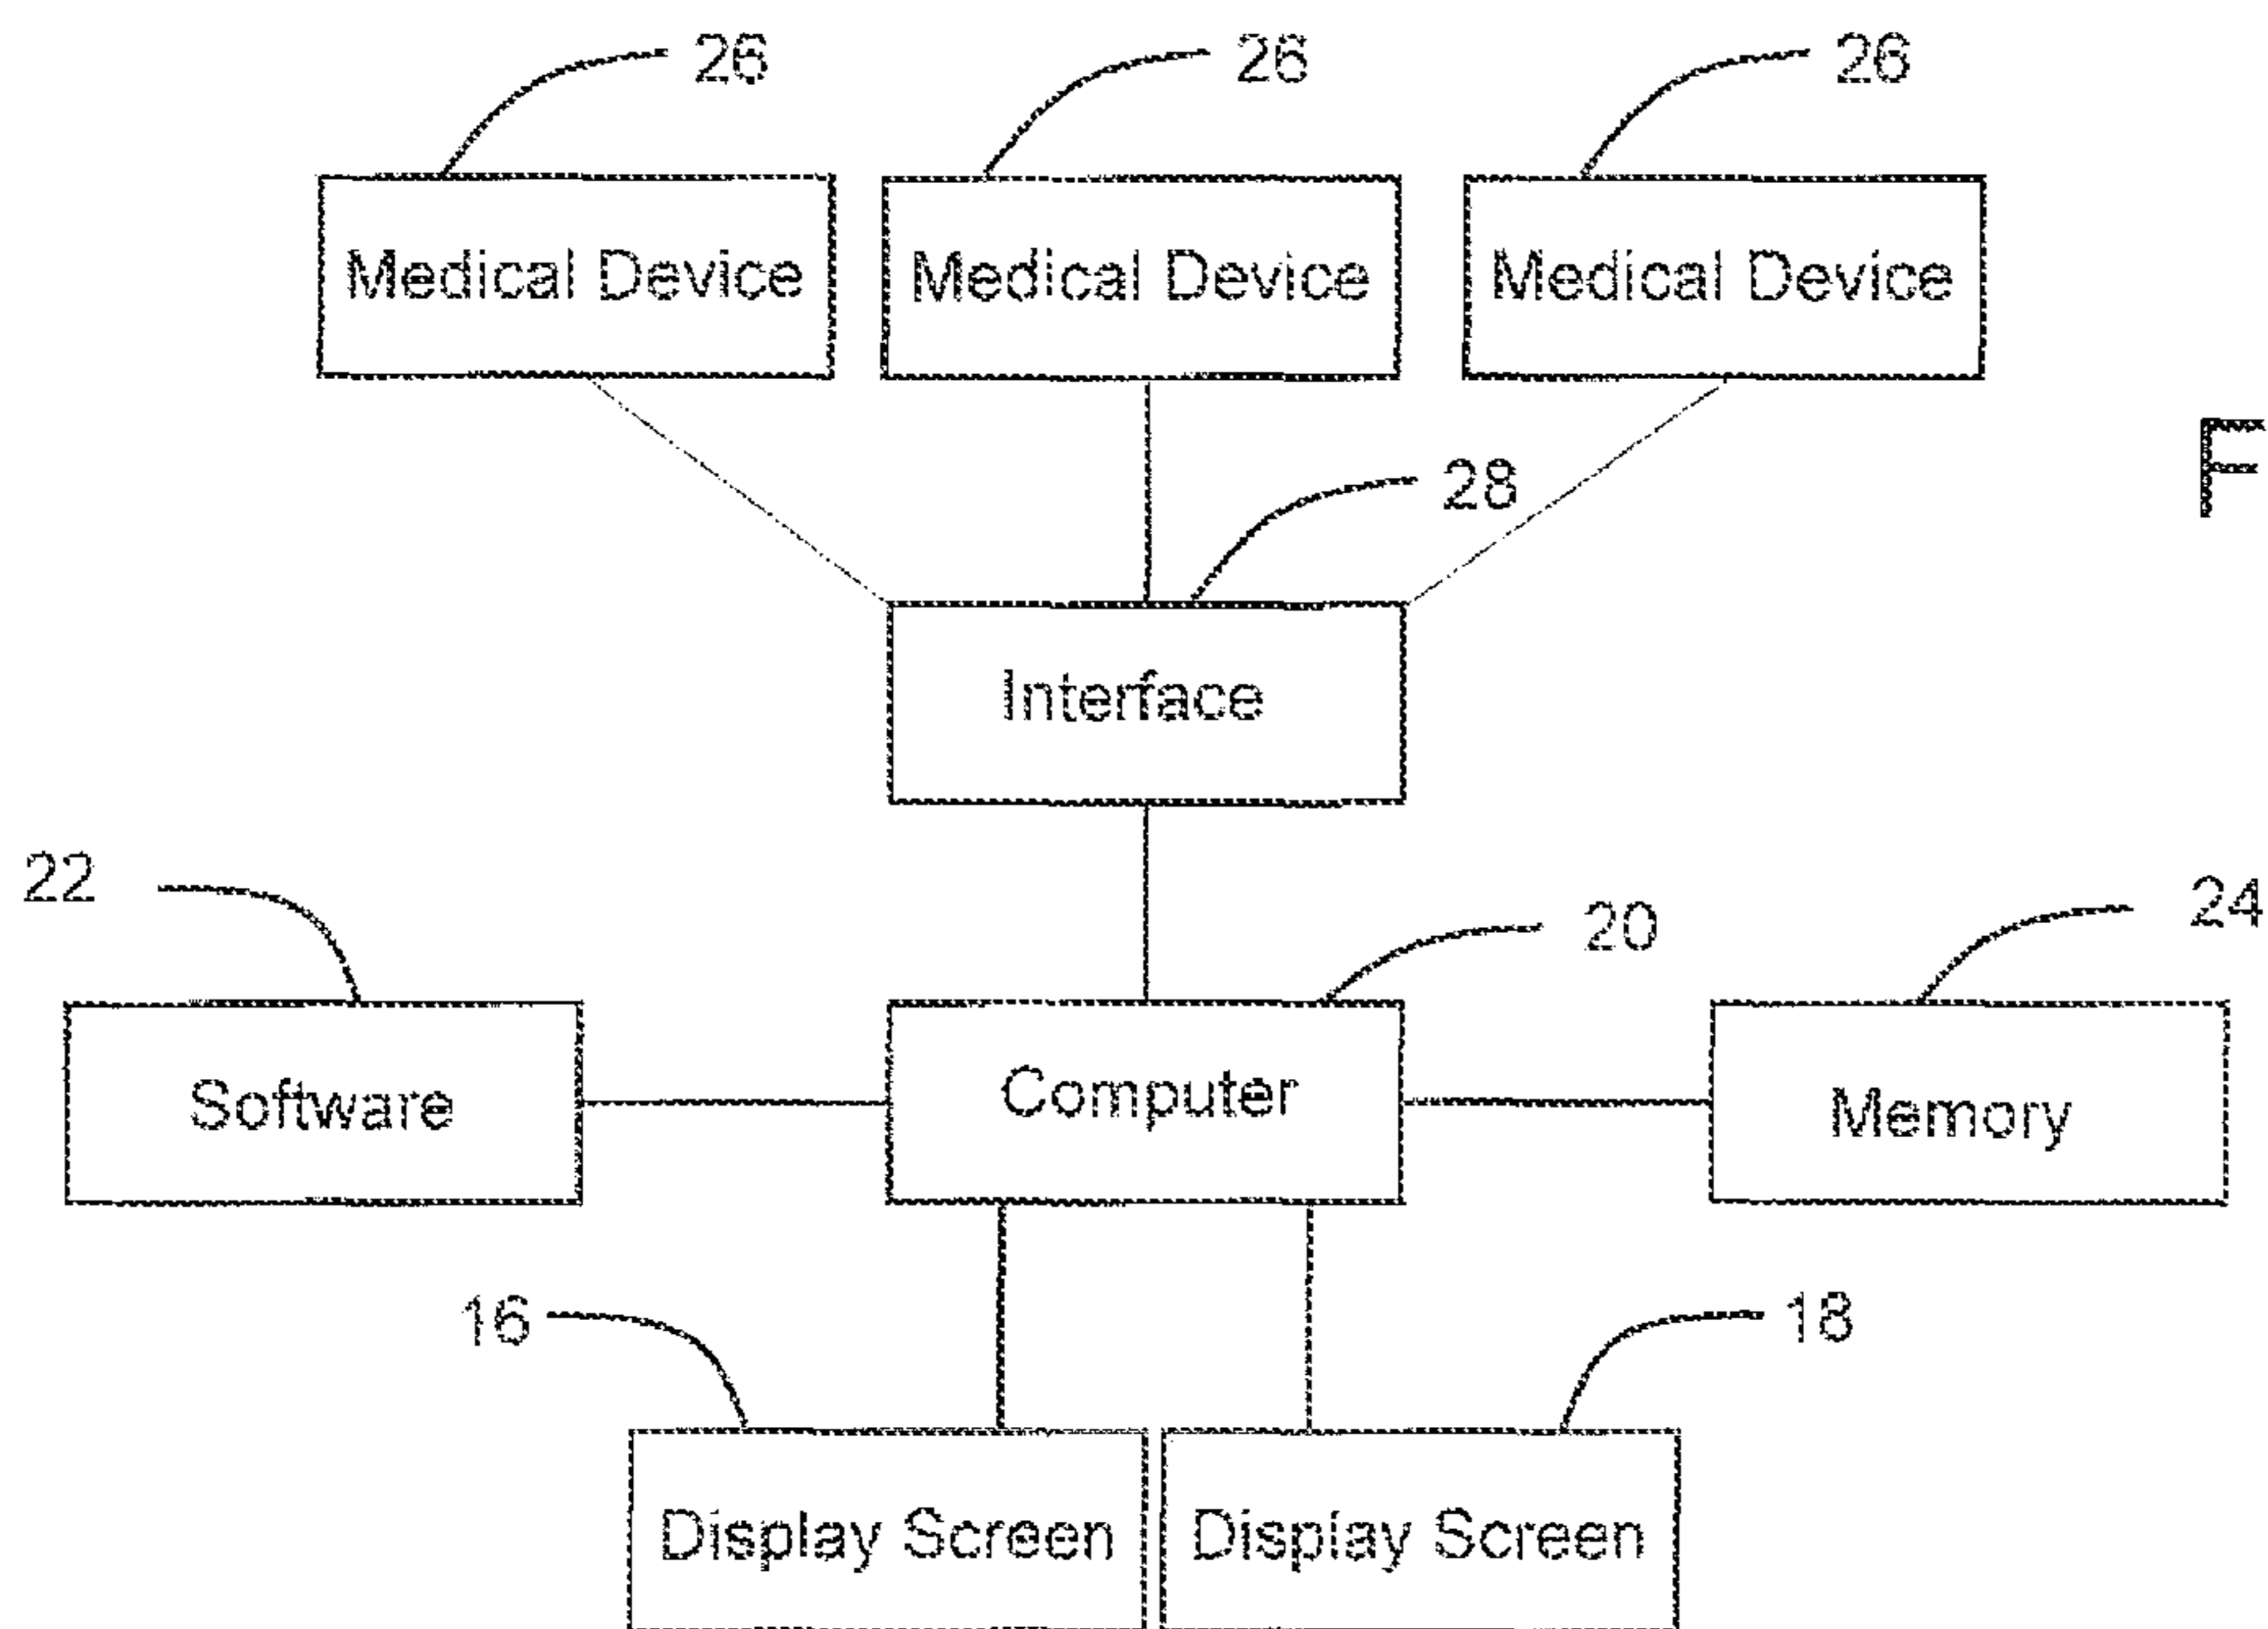 26 26 26
Medical Device Medical Device Medical Device
F
28
Interface
22 20 24
Software Computer Memory
16 18
Display Screen Display Screen